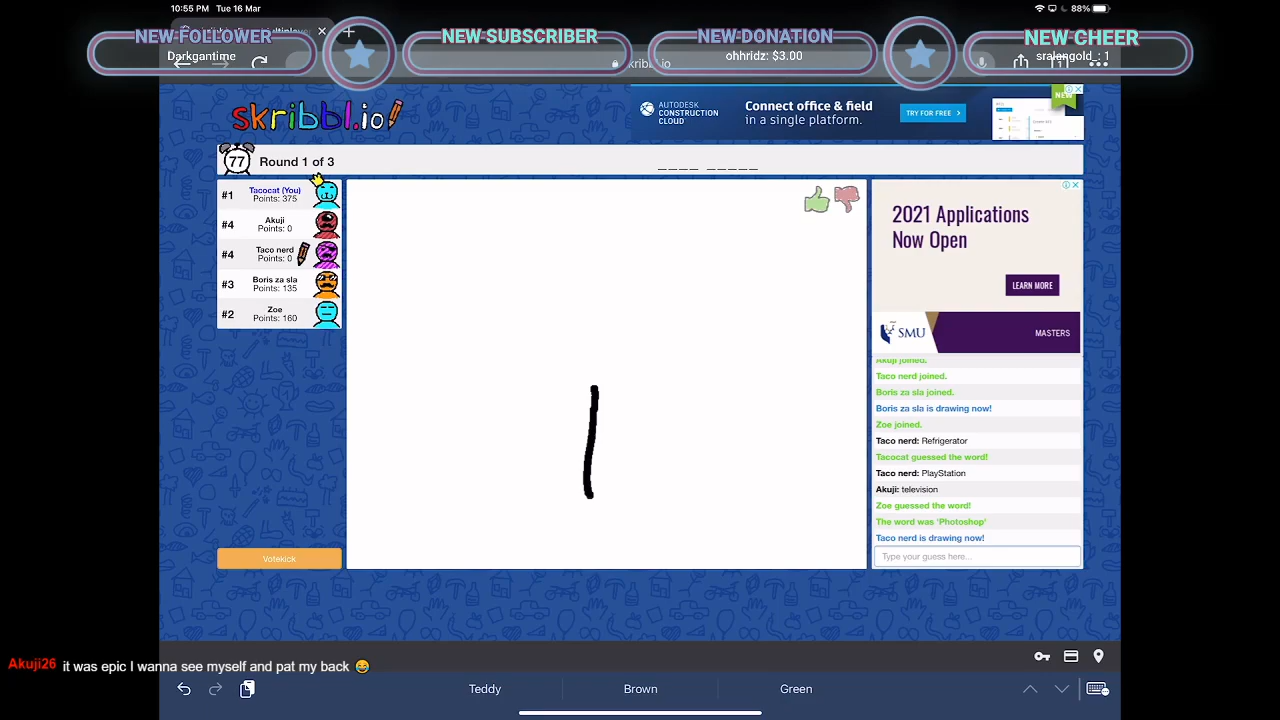 10:55 PM Tue 16 Mar
88%
NEW FOLLOWER
NEW SUBSCRIBER
NEW DONATION
NEW CHEER
Darkgantime
ohhridz: $3.00
skribbl.io
AUTODESK
CONSTRUCTION
CLOUD
Connect office & field
in a single platform.
TRY FOR FREE >
NEW
77
Round 1 of 3
____ _____
#1
Tacocat (You)
Points: 375
#4
Akuji
Points: 0
#4
Taco nerd
Points: 0
#3
Boris za sla
Points: 135
#2
Zoe
Points: 160
Votekick
2021 Applications
Now Open
LEARN MORE
SMU
MASTERS
Akuji joined.
Taco nerd joined.
Boris za sla joined.
Boris za sla is drawing now!
Zoe joined.
Taco nerd: Refrigerator
Tacocat guessed the word!
Taco nerd: PlayStation
Akuji: television
Zoe guessed the word!
The word was 'Photoshop'
Taco nerd is drawing now!
Type your guess here...
Akuji26 it was epic I wanna see myself and pat my back 😂
Teddy
Brown
Green